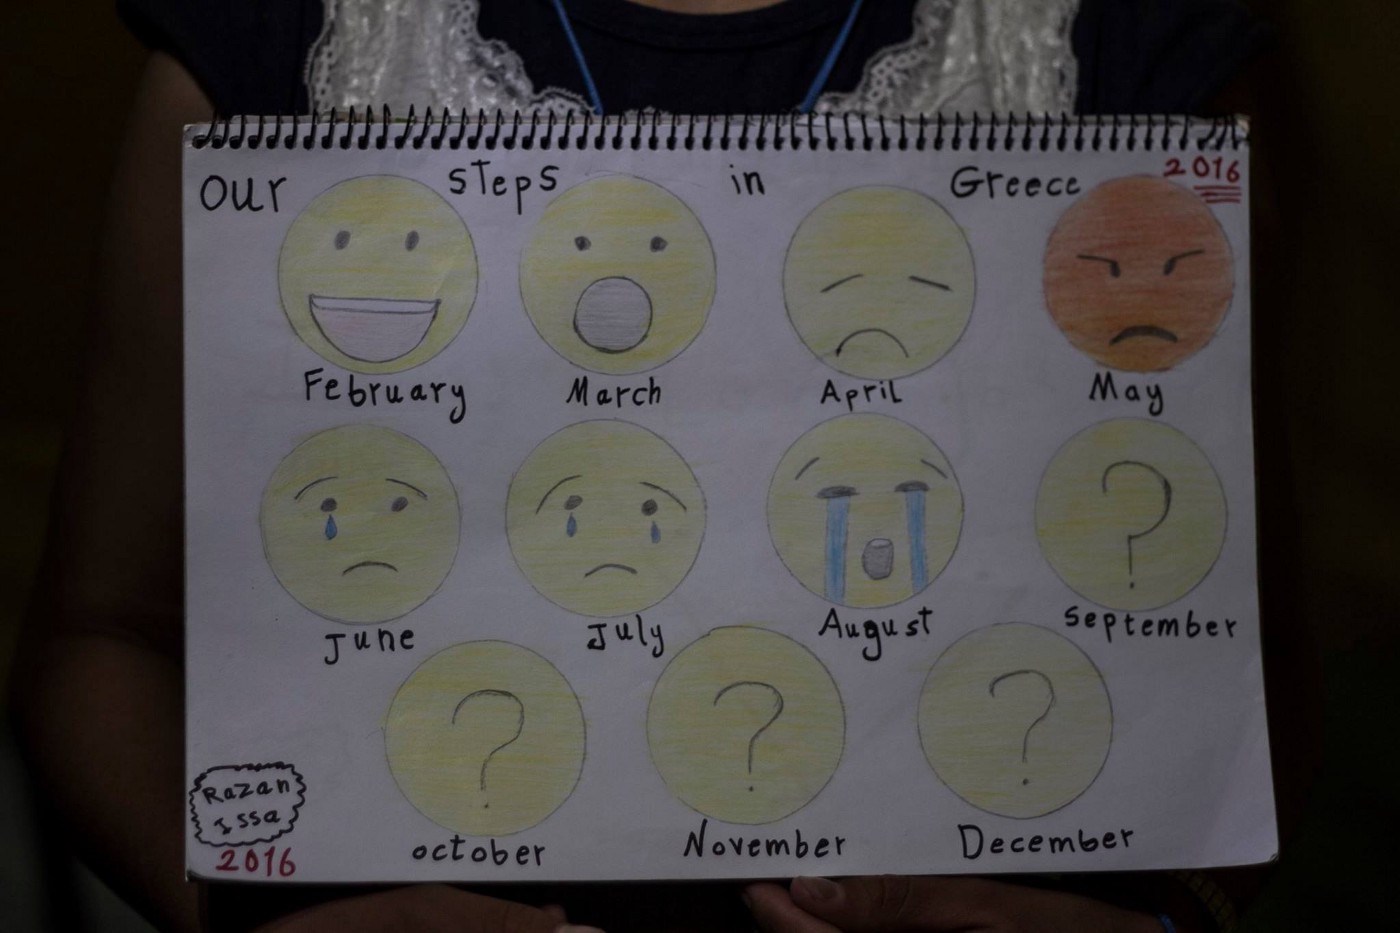 our steps in Greece 2016
February March April May
June July August September
october November December
Razan
Issa
2016